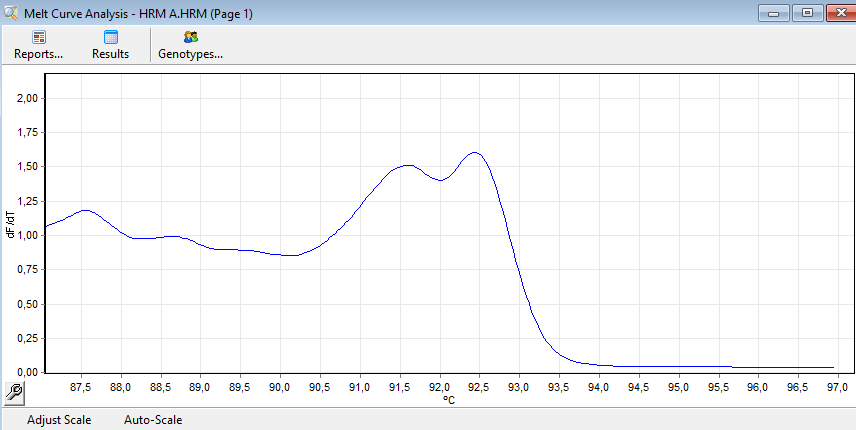 Melt Curve Analysis - HRM A.HRM (Page 1)
Reports... Results Genotypes...
2,00
1,75
1,50
1,25
1,00
0,75
0,50
0,25
0,00
dF/dT
87,5 88,0 88,5 89,0 89,5 90,0 90,5 91,0 91,5 92,0 92,5 93,0 93,5 94,0 94,5 95,0 95,5 96,0 96,5 97,0
ºC
Adjust Scale Auto-Scale